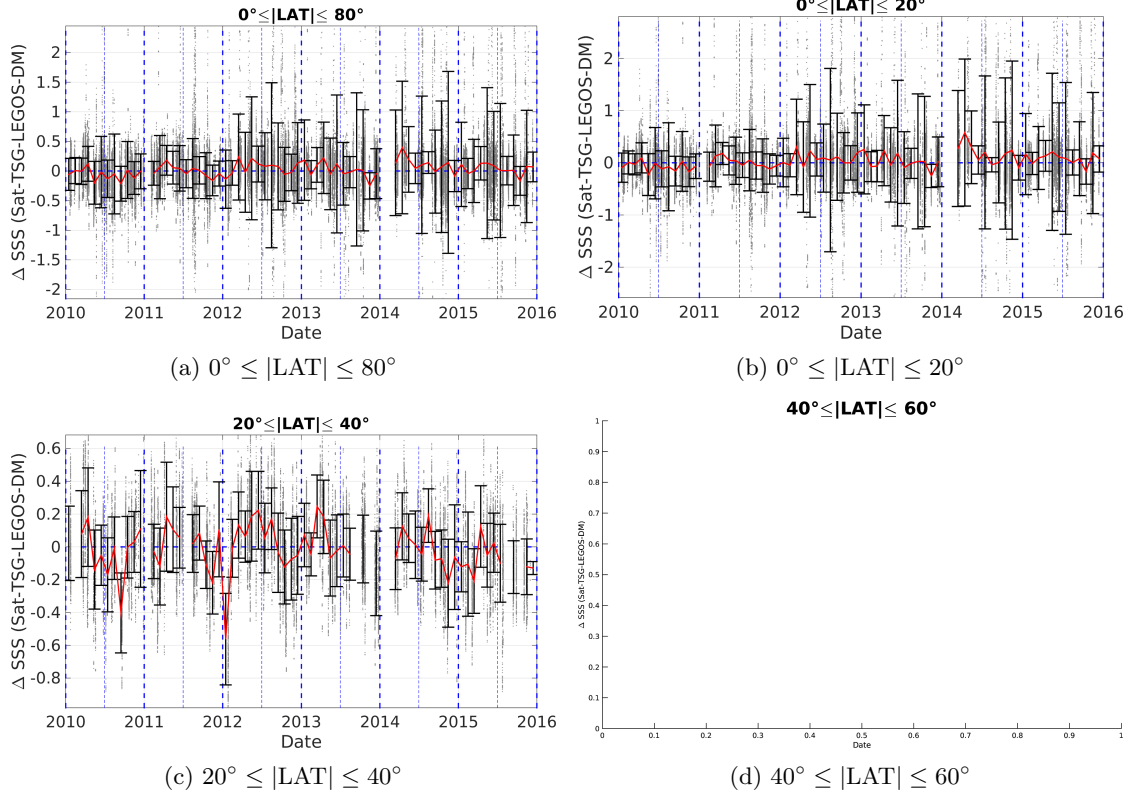 0°≤|LAT|≤ 80°
0°≤|LAT|≤ 20°
Δ SSS (Sat-TSG-LEGOS-DM)
2
1.5
1
0.5
0
-0.5
-1
-1.5
-2
2010 2011 2012 2013 2014 2015 2016
Date
Δ SSS (Sat-TSG-LEGOS-DM)
2
1
0
-1
-2
2010 2011 2012 2013 2014 2015 2016
Date
(a) 0° ≤ |LAT| ≤ 80°
(b) 0° ≤ |LAT| ≤ 20°
20°≤|LAT|≤ 40°
Δ SSS (Sat-TSG-LEGOS-DM)
0.6
0.4
0.2
0
-0.2
-0.4
-0.6
-0.8
2010 2011 2012 2013 2014 2015 2016
Date
40°≤|LAT|≤ 60°
Δ SSS (Sat-TSG-LEGOS-DM)
1
0.9
0.8
0.7
0.6
0.5
0.4
0.3
0.2
0.1
0
0 0.1 0.2 0.3 0.4 0.5 0.6 0.7 0.8 0.9 1
Date
(c) 20° ≤ |LAT| ≤ 40°
(d) 40° ≤ |LAT| ≤ 60°